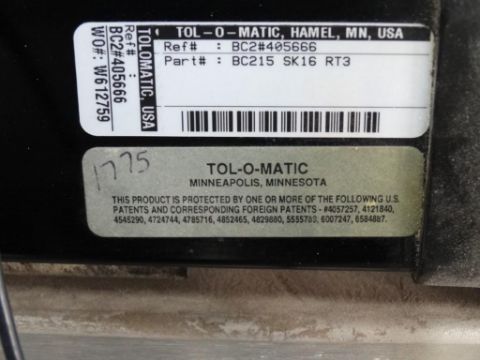 TOL-O-MATIC, HAMEL, MN, USA
Ref# : BC2#405666
Part# : BC215 SK16 RT3
TOLOMATIC, USA
Ref# :
BC2#405666
WO#: W612759
1775
TOL-O-MATIC
MINNEAPOLIS, MINNESOTA
THIS PRODUCT IS PROTECTED BY ONE OR MORE OF THE FOLLOWING U.S.
PATENTS AND CORRESPONDING FOREIGN PATENTS - #4057257, 4121840,
4545290, 4724744, 4785716, 4852465, 4829880, 5555789, 6007247, 6584887.